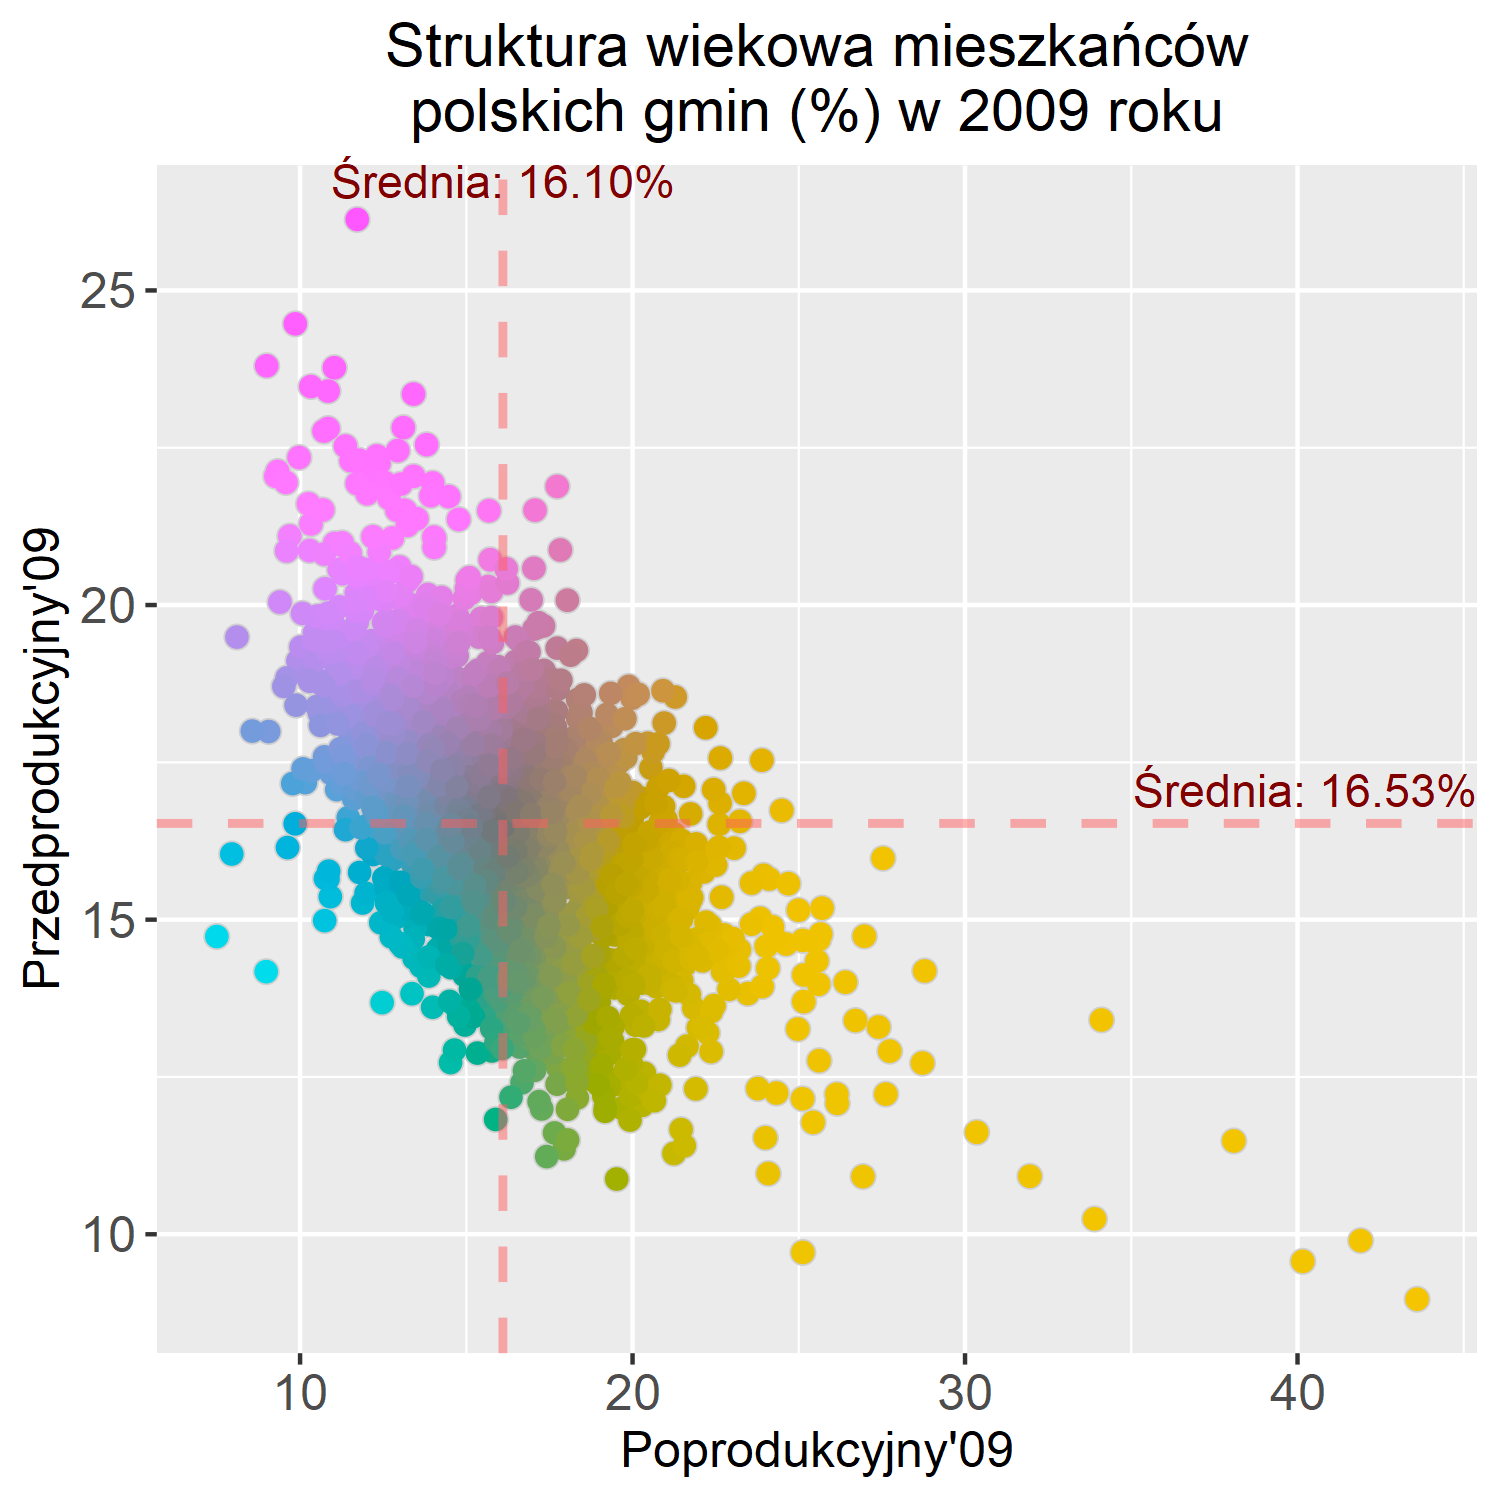 Struktura wiekowa mieszkańców
polskich gmin (%) w 2009 roku
Średnia: 16.10%
25
20
Średnia: 16.53%
15
10
Przedprodukcyjny'09
10 20 30 40
Poprodukcyjny'09